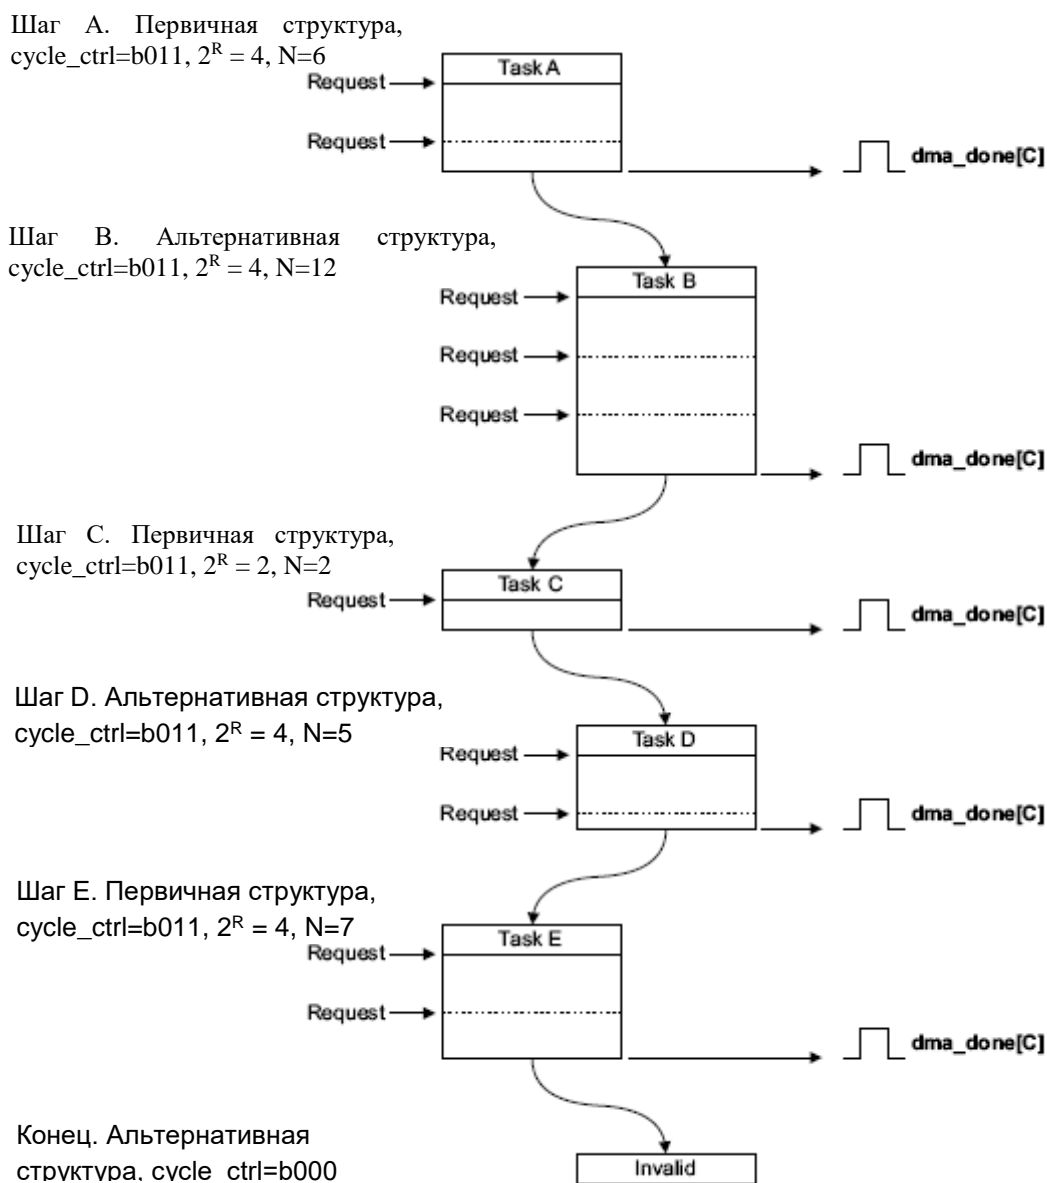 Шаг A. Первичная структура,
cycle_ctrl=b011, 2ᴿ = 4, N=6
Task A
Request
Request
dma_done[C]
Шаг B. Альтернативная структура,
cycle_ctrl=b011, 2ᴿ = 4, N=12
Task B
Request
Request
Request
dma_done[C]
Шаг C. Первичная структура,
cycle_ctrl=b011, 2ᴿ = 2, N=2
Task C
Request
dma_done[C]
Шаг D. Альтернативная структура,
cycle_ctrl=b011, 2ᴿ = 4, N=5
Task D
Request
Request
dma_done[C]
Шаг E. Первичная структура,
cycle_ctrl=b011, 2ᴿ = 4, N=7
Task E
Request
Request
dma_done[C]
Конец. Альтернативная
структура, cycle_ctrl=b000
Invalid